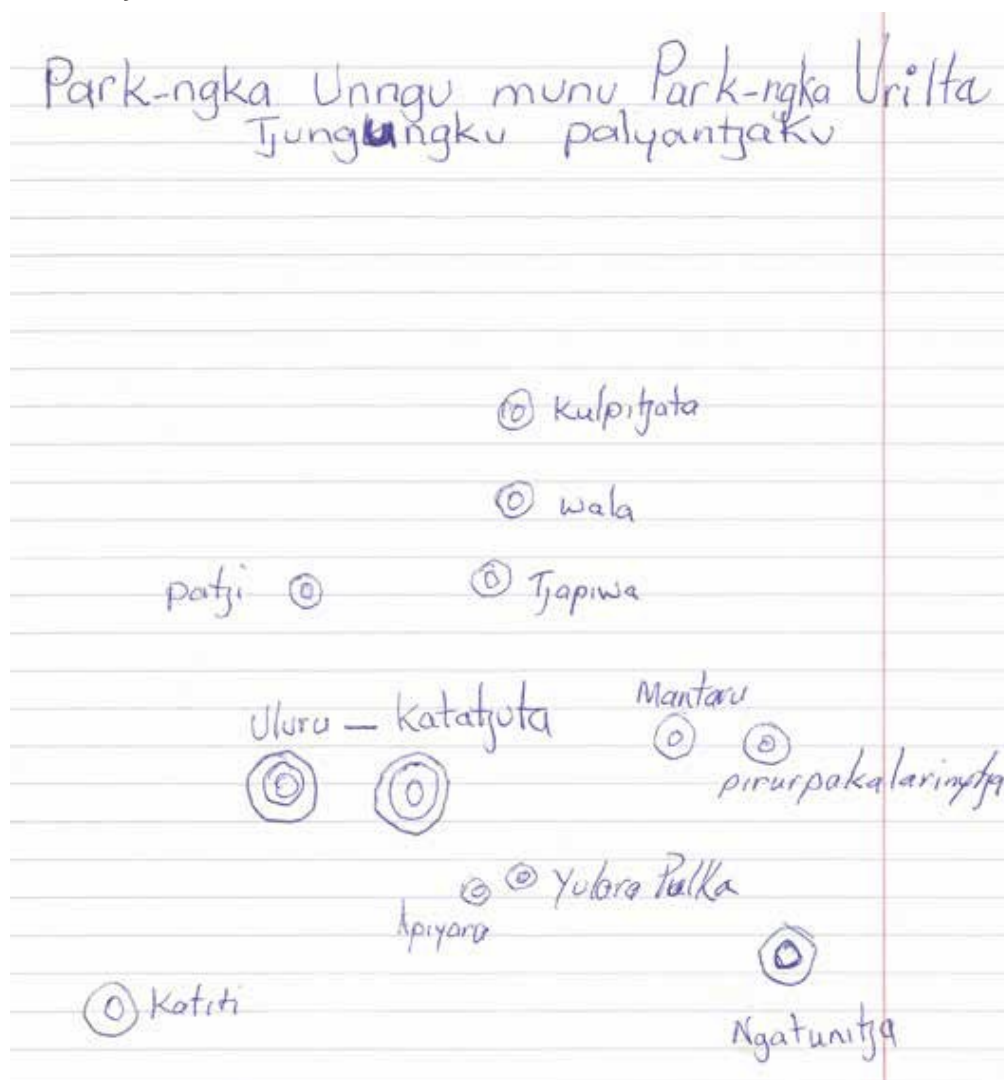 Park-ngka Unngu munu Park-ngka Urilta
Tjungungku palyantjaku
Kulpitjata
wala
patji
Tjapiwa
Uluru – Katatjuta
Mantaru
pirurpakalarinytja
Yulara Pulka
Apiyara
Katiti
Ngatunitja